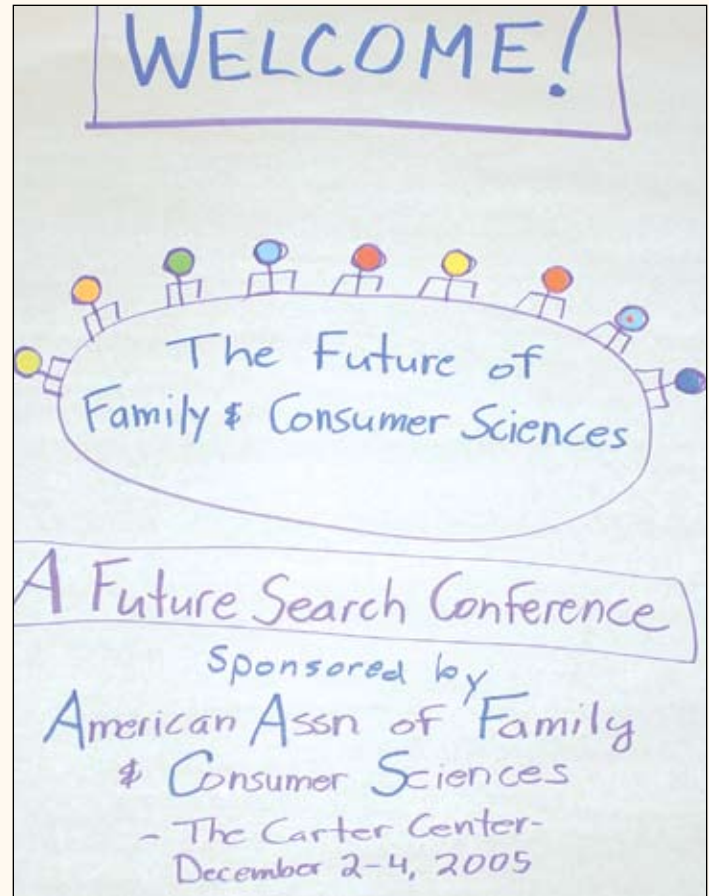 WELCOME!
The Future of
Family & Consumer Sciences
A Future Search Conference
Sponsored by
American Assn of Family
& Consumer Sciences
- The Carter Center-
December 2-4, 2005